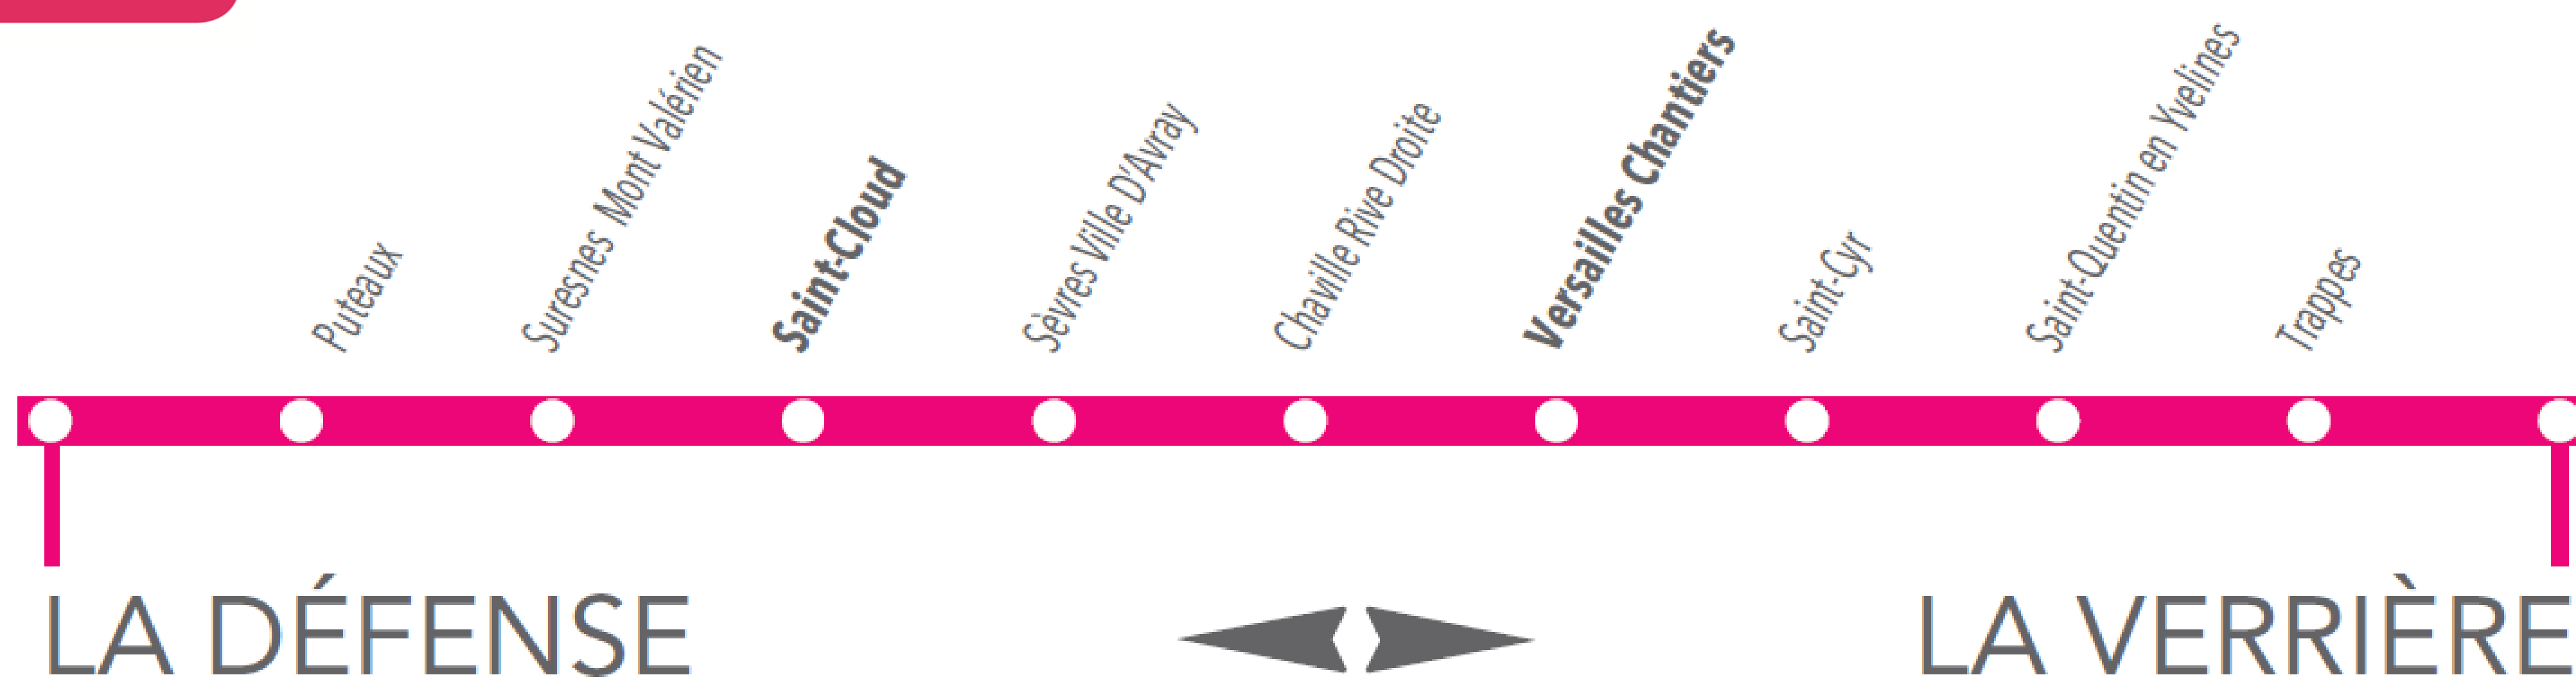 Puteaux
Suresnes Mont Valérien
Saint-Cloud
Sèvres Ville D'Avray
Chaville Rive Droite
Versailles Chantiers
Saint-Cyr
Saint-Quentin en Yvelines
Trappes
LA DÉFENSE
LA VERRIÈRE